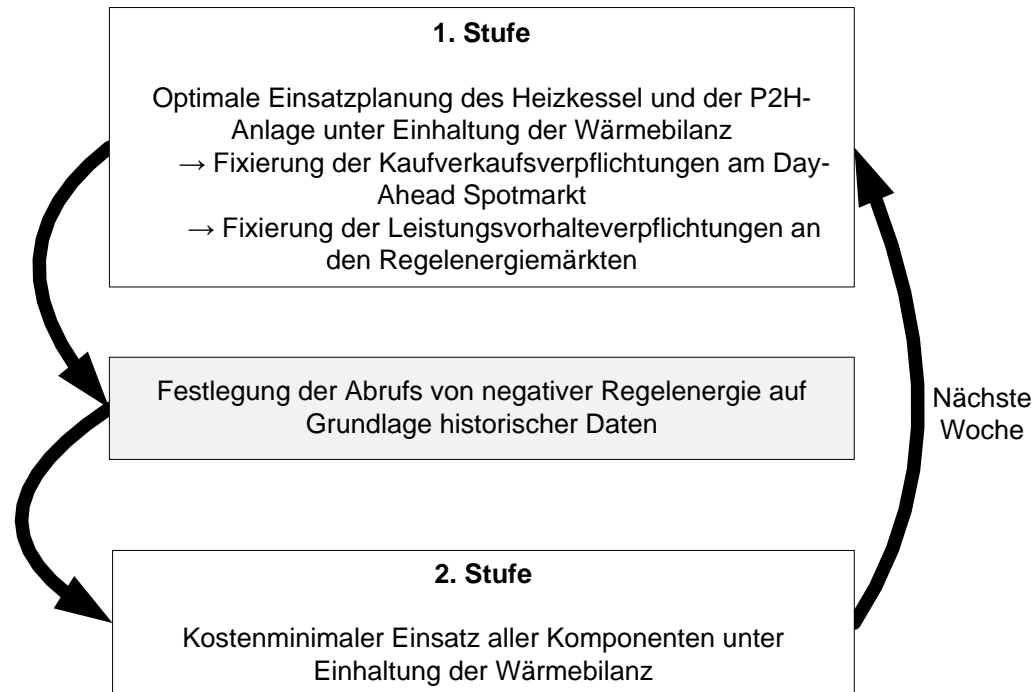 1. Stufe
Optimale Einsatzplanung des Heizkessel und der P2H-
Anlage unter Einhaltung der Wärmebilanz
→ Fixierung der Kaufverkaufsverpflichtungen am Day-
Ahead Spotmarkt
→ Fixierung der Leistungsvorhalteverpflichtungen an
den Regelenergiemärkten
Festlegung der Abrufs von negativer Regelenergie auf
Grundlage historischer Daten
Nächste
Woche
2. Stufe
Kostenminimaler Einsatz aller Komponenten unter
Einhaltung der Wärmebilanz